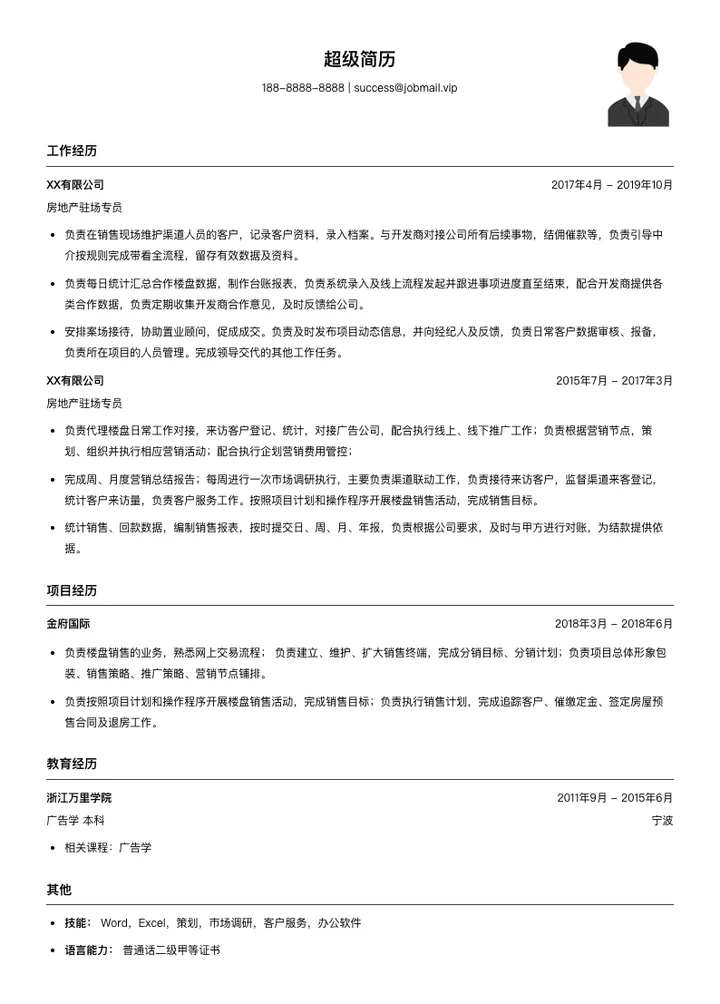 超级简历
188-8888-8888 | success@jobmail.vip
工作经历
XX有限公司 2017年4月 – 2019年10月
房地产驻场专员
• 负责在销售现场维护渠道人员的客户，记录客户资料，录入档案。与开发商对接公司所有后续事物，结佣催款等，负责引导中
介按规则完成带看全流程，留存有效数据及资料。
• 负责每日统计汇总合作楼盘数据，制作台账报表，负责系统录入及线上流程发起并跟进事项进度直至结束，配合开发商提供各
类合作数据，负责定期收集开发商合作意见，及时反馈给公司。
• 安排案场接待，协助置业顾问，促成成交。负责及时发布项目动态信息，并向经纪人及反馈，负责日常客户数据审核、报备，
负责所在项目的人员管理。完成领导交代的其他工作任务。
XX有限公司 2015年7月 – 2017年3月
房地产驻场专员
• 负责代理楼盘日常工作对接，来访客户登记、统计，对接广告公司，配合执行线上、线下推广工作；负责根据营销节点，策
划、组织并执行相应营销活动；配合执行企划营销费用管控；
• 完成周、月度营销总结报告；每周进行一次市场调研执行，主要负责渠道联动工作，负责接待来访客户，监督渠道来客登记，
统计客户来访量，负责客户服务工作。按照项目计划和操作程序开展楼盘销售活动，完成销售目标。
• 统计销售、回款数据，编制销售报表，按时提交日、周、月、年报，负责根据公司要求，及时与甲方进行对账，为结款提供依
据。
项目经历
金府国际 2018年3月 – 2018年6月
• 负责楼盘销售的业务，熟悉网上交易流程； 负责建立、维护、扩大销售终端，完成分销目标、分销计划；负责项目总体形象包
装、销售策略、推广策略、营销节点铺排。
• 负责按照项目计划和操作程序开展楼盘销售活动，完成销售目标；负责执行销售计划，完成追踪客户、催缴定金、签定房屋预
售合同及退房工作。
教育经历
浙江万里学院 2011年9月 – 2015年6月
广告学 本科 宁波
• 相关课程：广告学
其他
• 技能： Word，Excel，策划，市场调研，客户服务，办公软件
• 语言能力： 普通话二级甲等证书